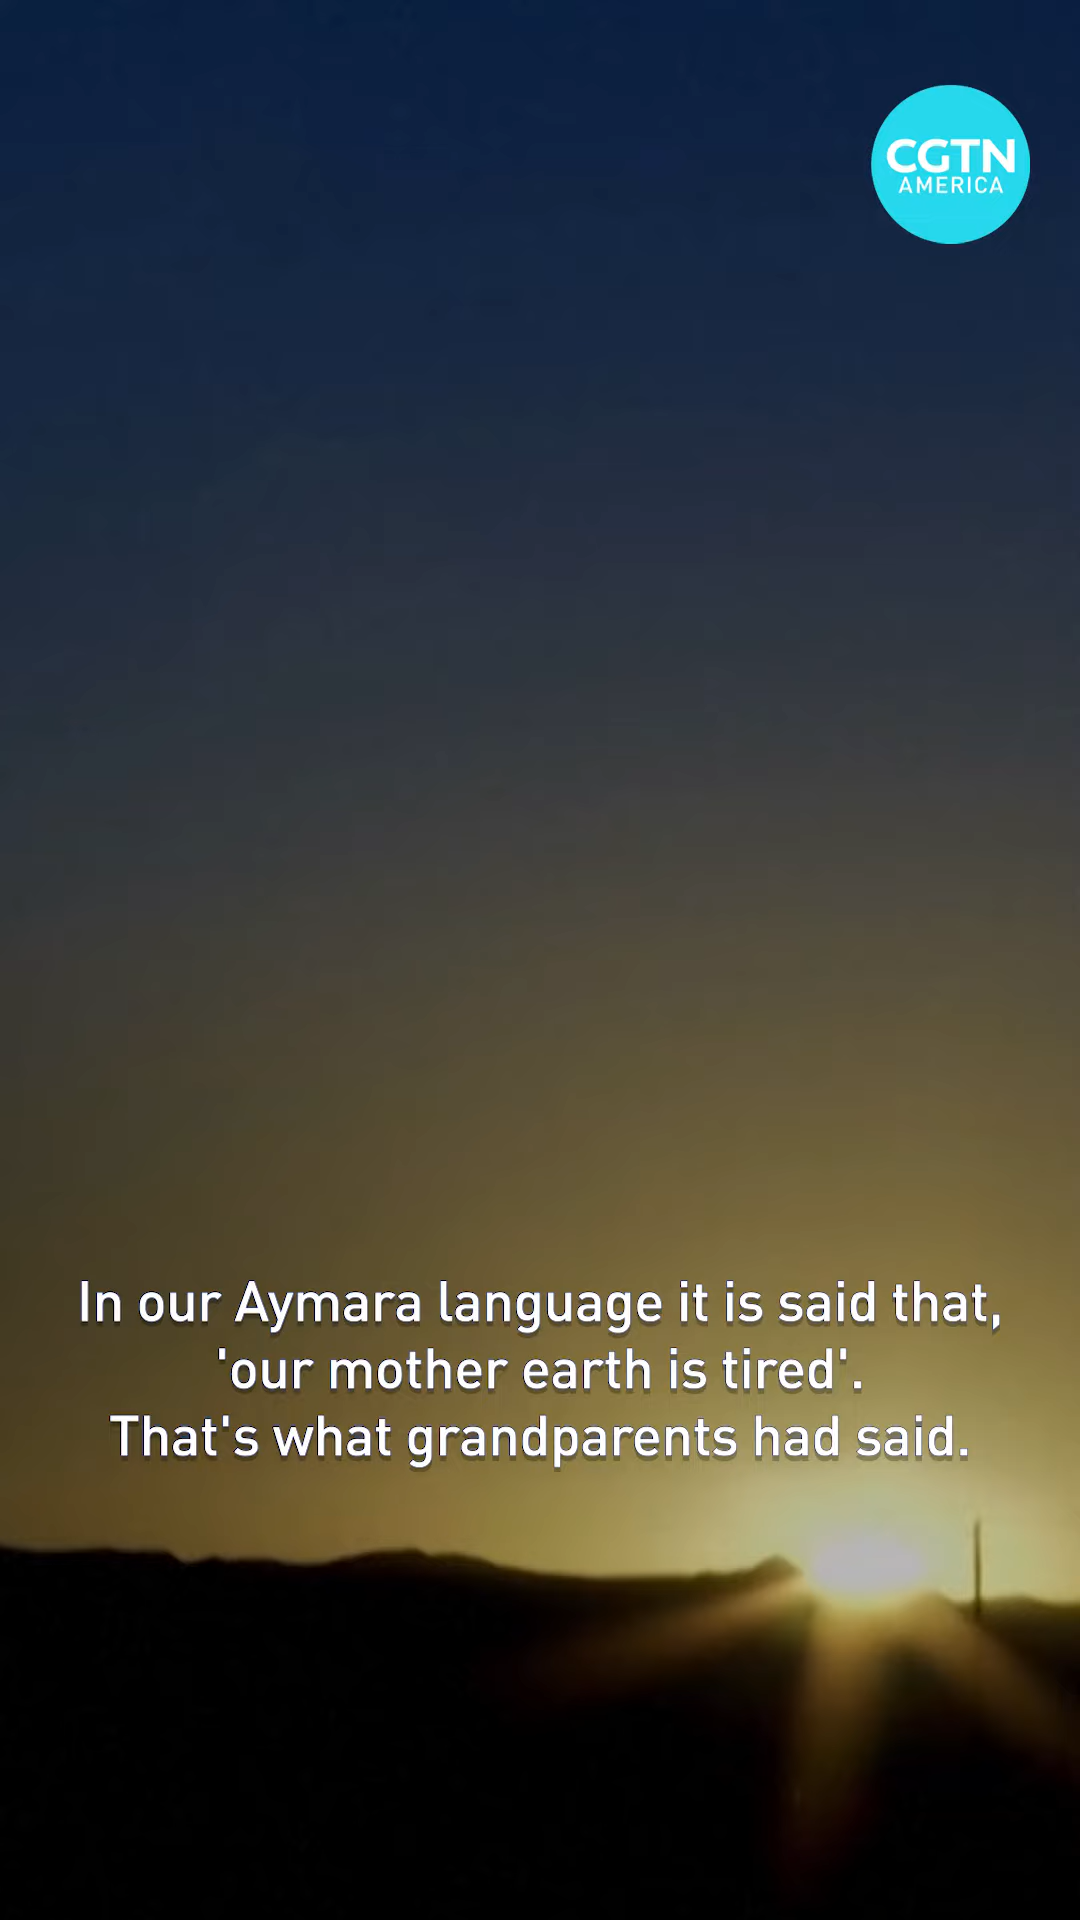 CGTN
AMERICA
In our Aymara language it is said that,
'our mother earth is tired'.
That's what grandparents had said.